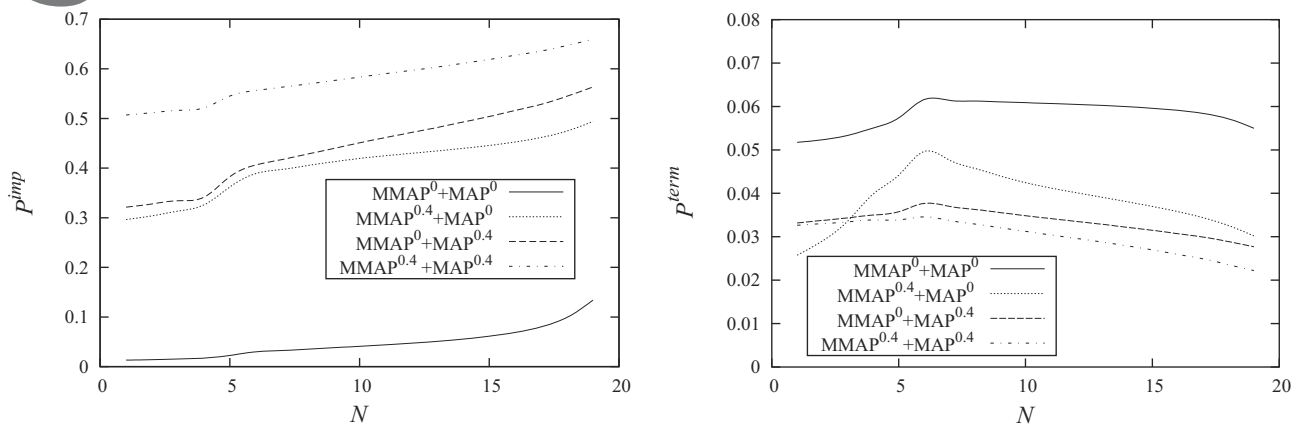 0.7
0.6
0.5
0.4
0.3
0.2
0.1
0
P^imp
0 5 10 15 20
N
MMAP^0+MAP^0
MMAP^0.4+MAP^0
MMAP^0+MAP^0.4
MMAP^0.4+MAP^0.4
0.08
0.07
0.06
0.05
0.04
0.03
0.02
0.01
0
P^term
0 5 10 15 20
N
MMAP^0+MAP^0
MMAP^0.4+MAP^0
MMAP^0+MAP^0.4
MMAP^0.4+MAP^0.4